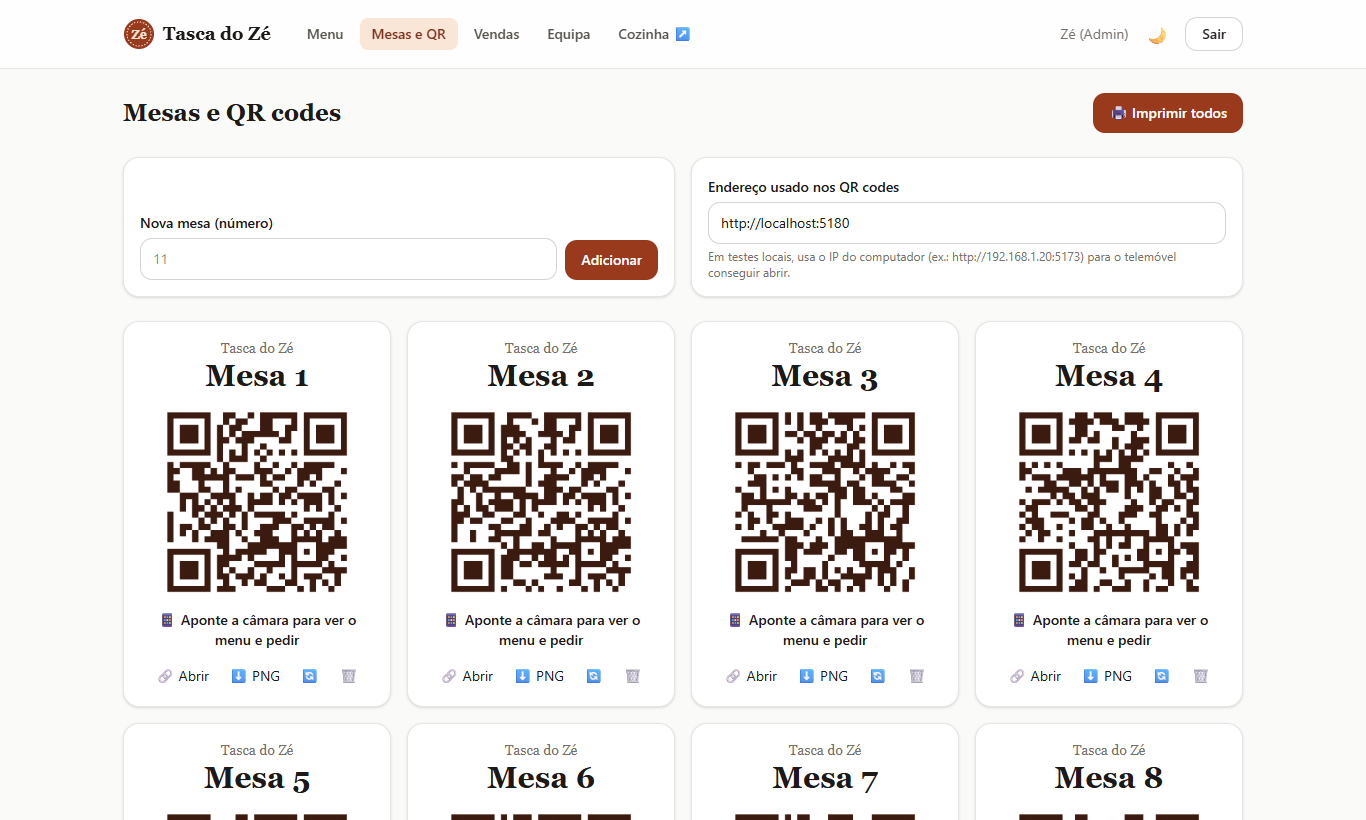 Zé Tasca do Zé Menu Mesas e QR Vendas Equipa Cozinha Zé (Admin) Sair
Mesas e QR codes
Imprimir todos
Nova mesa (número)
11
Adicionar
Endereço usado nos QR codes
http://localhost:5180
Em testes locais, usa o IP do computador (ex.: http://192.168.1.20:5173) para o telemóvel
conseguir abrir.
Tasca do Zé
Mesa 1
Aponte a câmara para ver o
menu e pedir
Abrir PNG
Tasca do Zé
Mesa 2
Aponte a câmara para ver o
menu e pedir
Abrir PNG
Tasca do Zé
Mesa 3
Aponte a câmara para ver o
menu e pedir
Abrir PNG
Tasca do Zé
Mesa 4
Aponte a câmara para ver o
menu e pedir
Abrir PNG
Tasca do Zé
Mesa 5
Tasca do Zé
Mesa 6
Tasca do Zé
Mesa 7
Tasca do Zé
Mesa 8